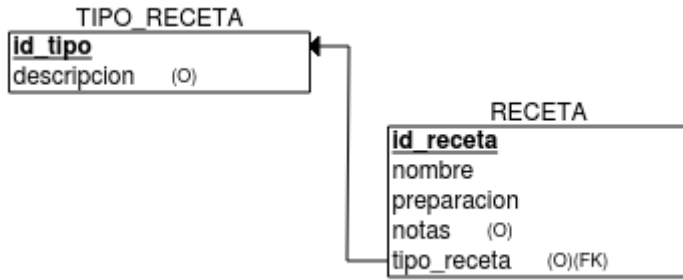 TIPO_RECETA
id_tipo
descripcion (O)
RECETA
id_receta
nombre
preparacion
notas (O)
tipo_receta (O)(FK)